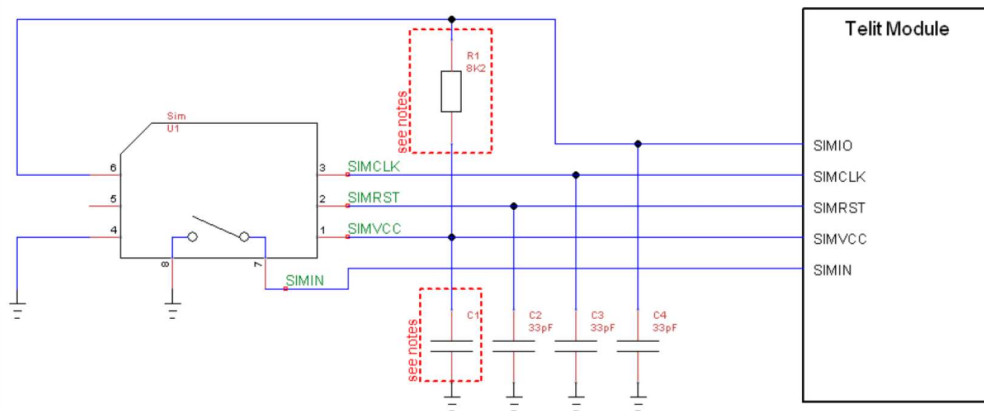 Telit Module
R1
8K2
see notes
Sim
U1
SIMIO
6
3
SIMCLK
SIMCLK
5
2
SIMRST
SIMRST
4
1
SIMVCC
SIMVCC
8
7
SIMIN
SIMIN
see notes
C1
C2
33pF
C3
33pF
C4
33pF